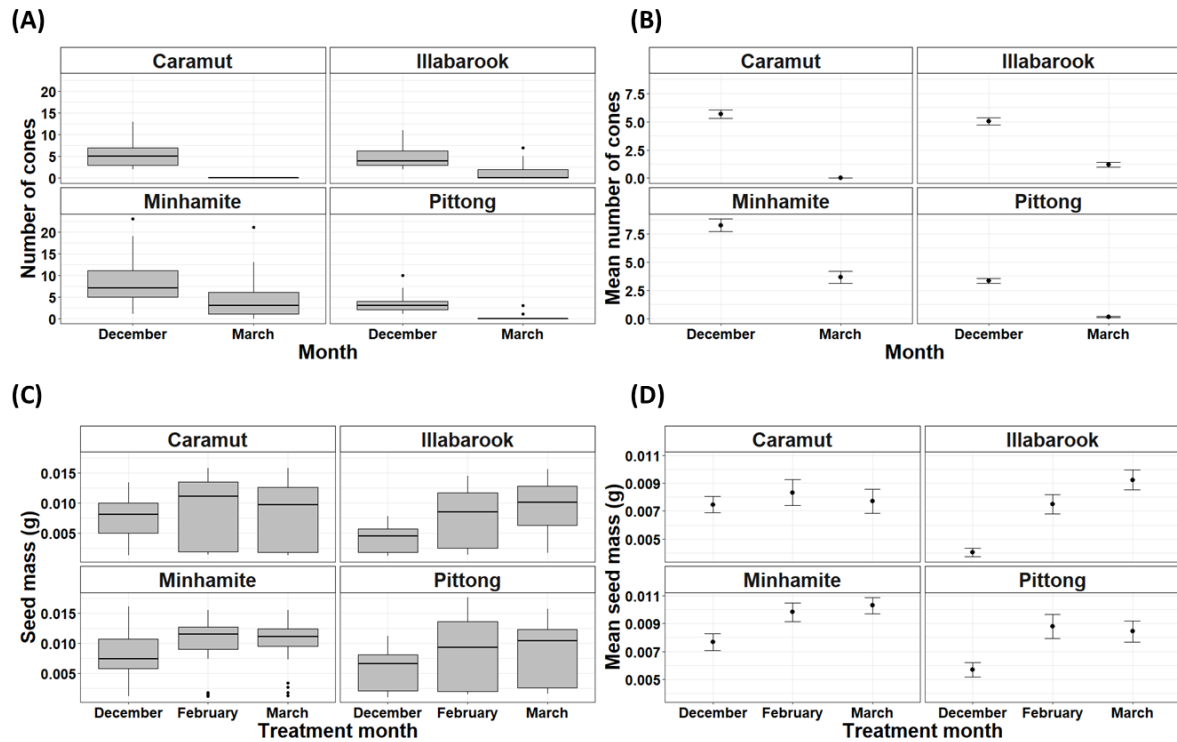 (A)
Caramut Illabarook
20
15
10
5
0
Minhamite Pittong
20
15
10
5
0
Number of cones
December March December March
Month
(B)
Caramut Illabarook
7.5
5.0
2.5
0.0
Minhamite Pittong
7.5
5.0
2.5
0.0
Mean number of cones
December March December March
Month
(C)
Caramut Illabarook
0.015
0.010
0.005
Minhamite Pittong
0.015
0.010
0.005
Seed mass (g)
December February March December February March
Treatment month
(D)
Caramut Illabarook
0.011
0.009
0.007
0.005
Minhamite Pittong
0.011
0.009
0.007
0.005
Mean seed mass (g)
December February March December February March
Treatment month